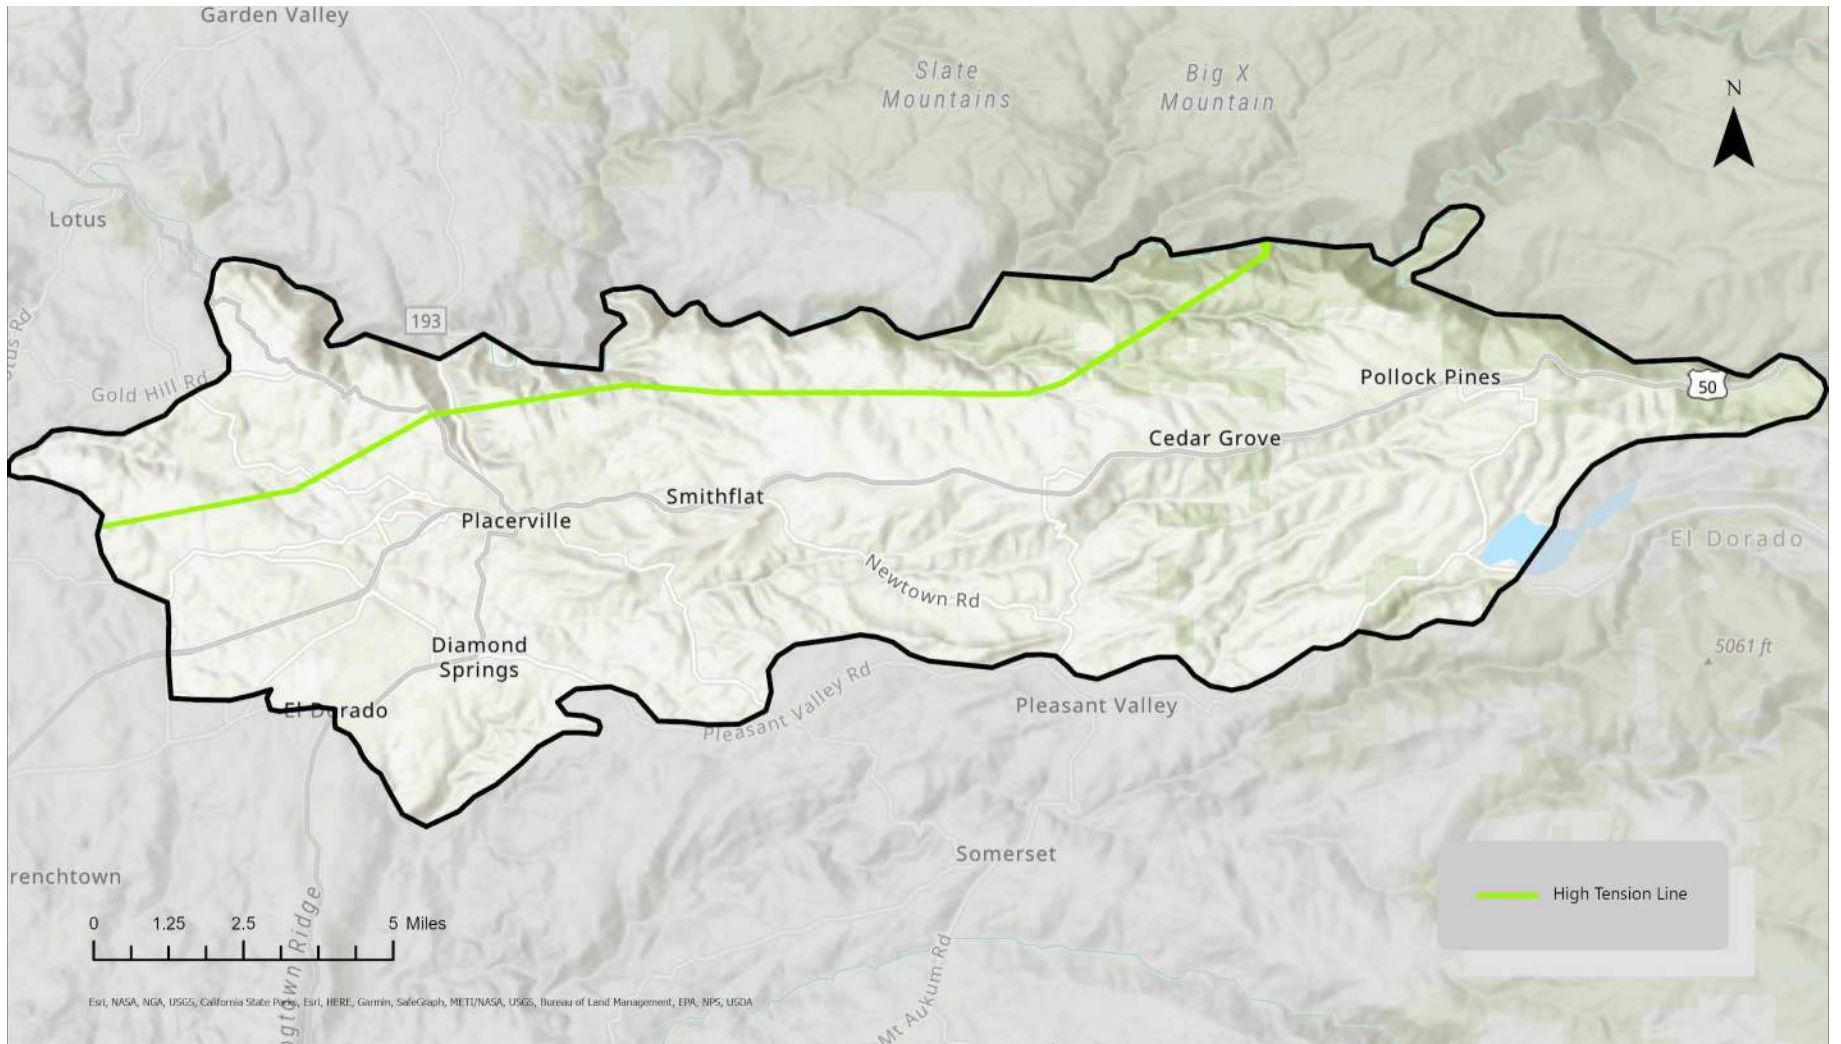 Garden Valley
Slate
Mountains
Big X
Mountain
N
Lotus
193
Gold Hill Rd
Pollock Pines
50
Cedar Grove
Smithflat
Placerville
El Dorado
Newtown Rd
Diamond
Springs
5061 ft
El Dorado
Pleasant Valley Rd
Pleasant Valley
Somerset
renchtown
High Tension Line
0 1.25 2.5 5 Miles
Mt Aukum Rd
Esri, NASA, NGA, USGS, California State Parks, Esri, HERE, Garmin, SafeGraph, METI/NASA, USGS, Bureau of Land Management, EPA, NPS, USDA
ngtown Ridge